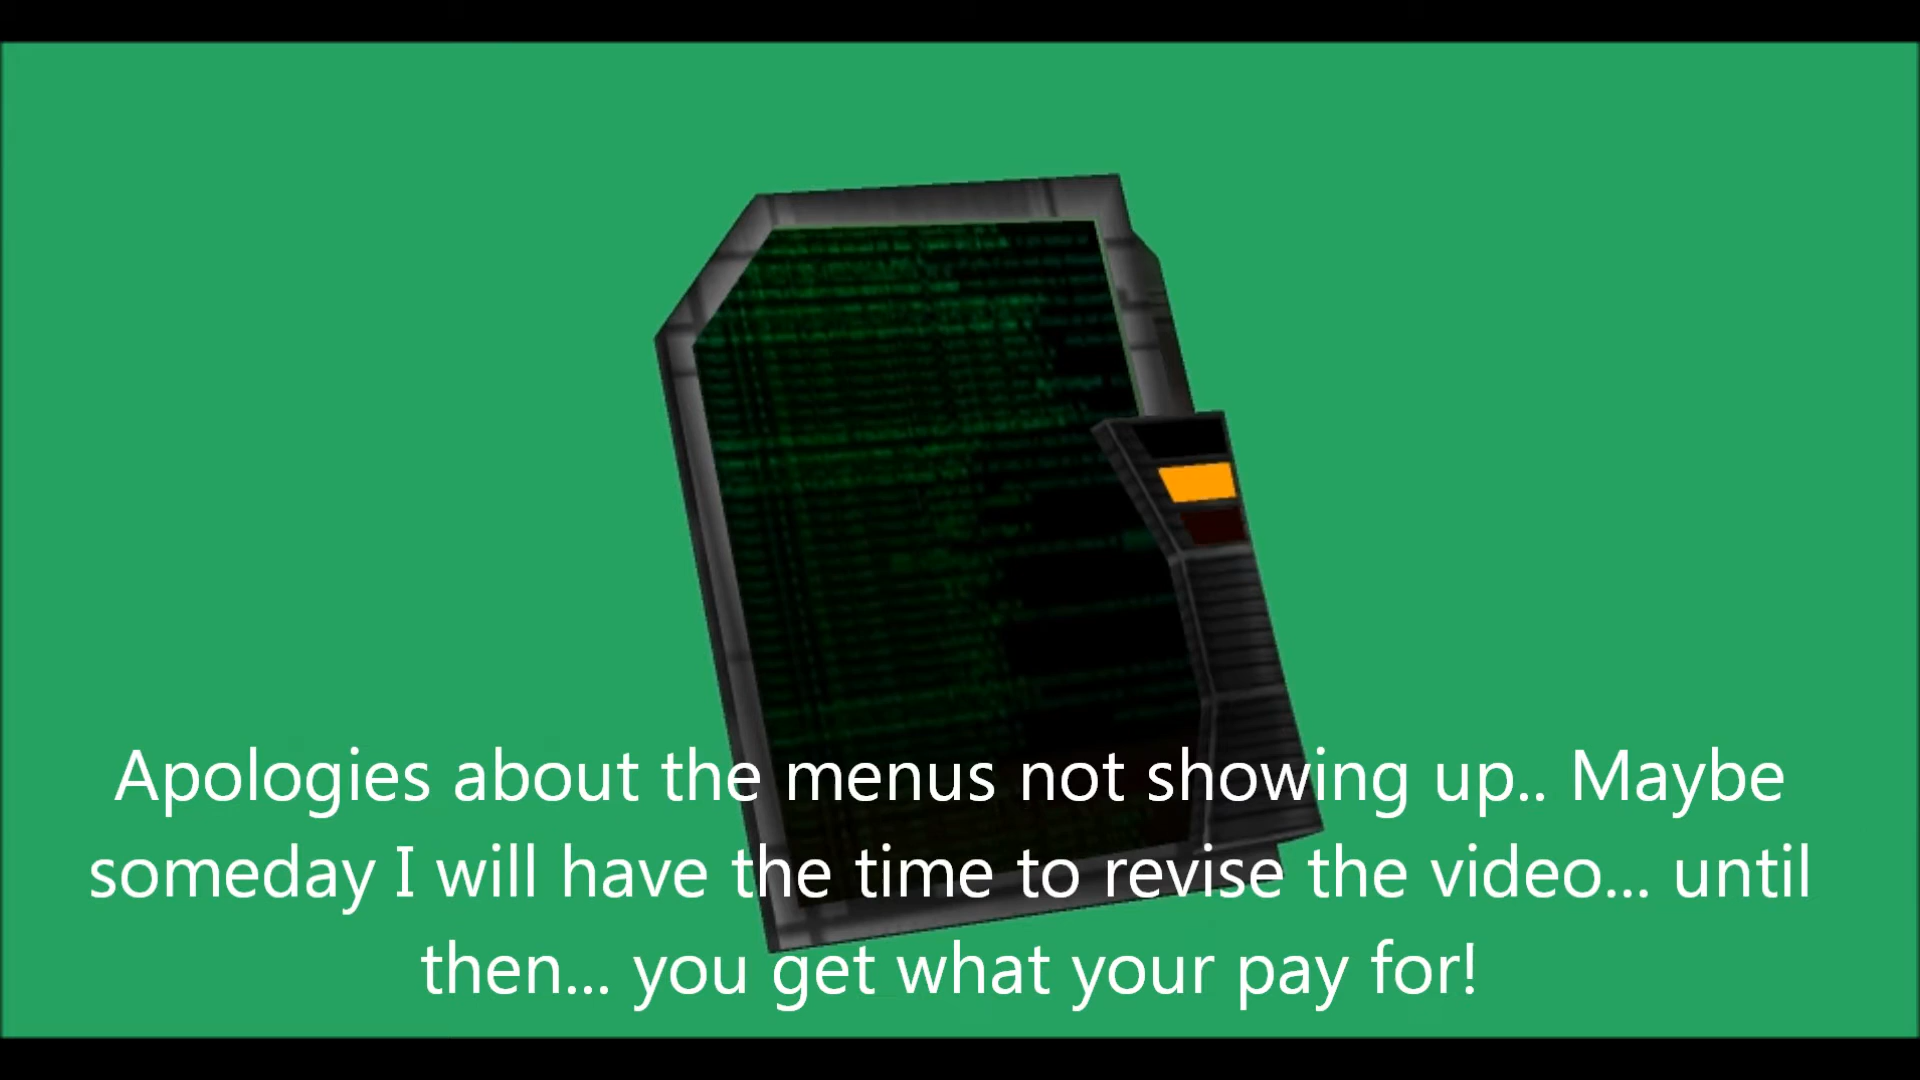 Apologies about the menus not showing up.. Maybe
someday I will have the time to revise the video... until
then... you get what your pay for!